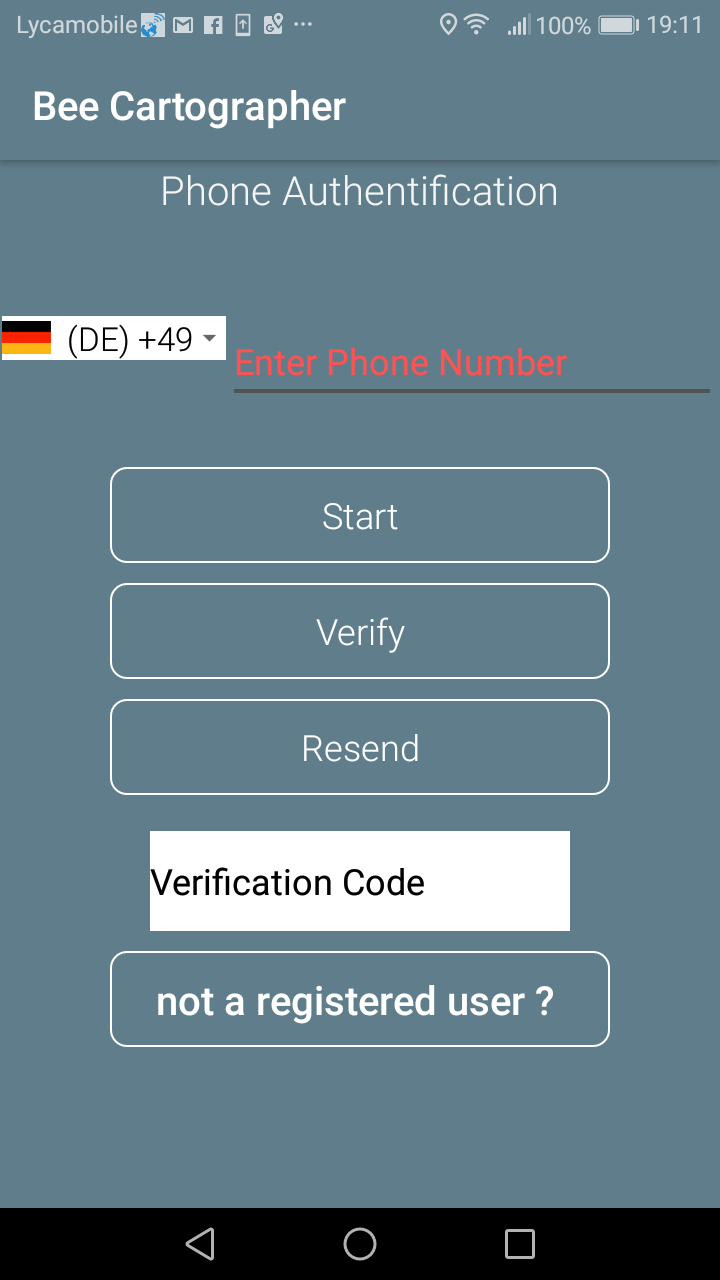 Lycamobile 100% 19:11
Bee Cartographer
Phone Authentification
(DE) +49
Enter Phone Number
Start
Verify
Resend
Verification Code
not a registered user ?